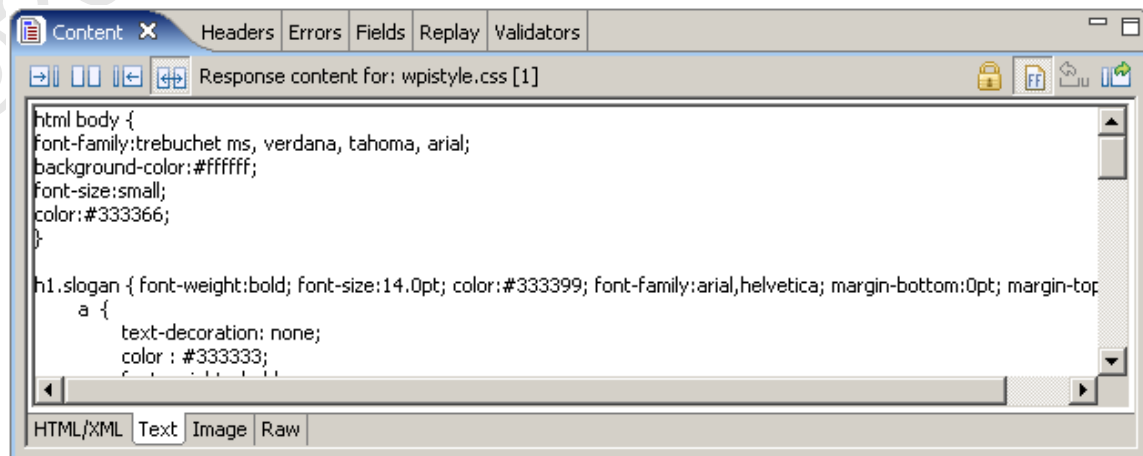 Content Headers Errors Fields Replay Validators
Response content for: wpistyle.css [1]
FF
html body {
font-family:trebuchet ms, verdana, tahoma, arial;
background-color:#ffffff;
font-size:small;
color:#333366;
}
h1.slogan { font-weight:bold; font-size:14.0pt; color:#333399; font-family:arial,helvetica; margin-bottom:0pt; margin-top
a {
text-decoration: none;
color : #333333;
HTML/XML Text Image Raw